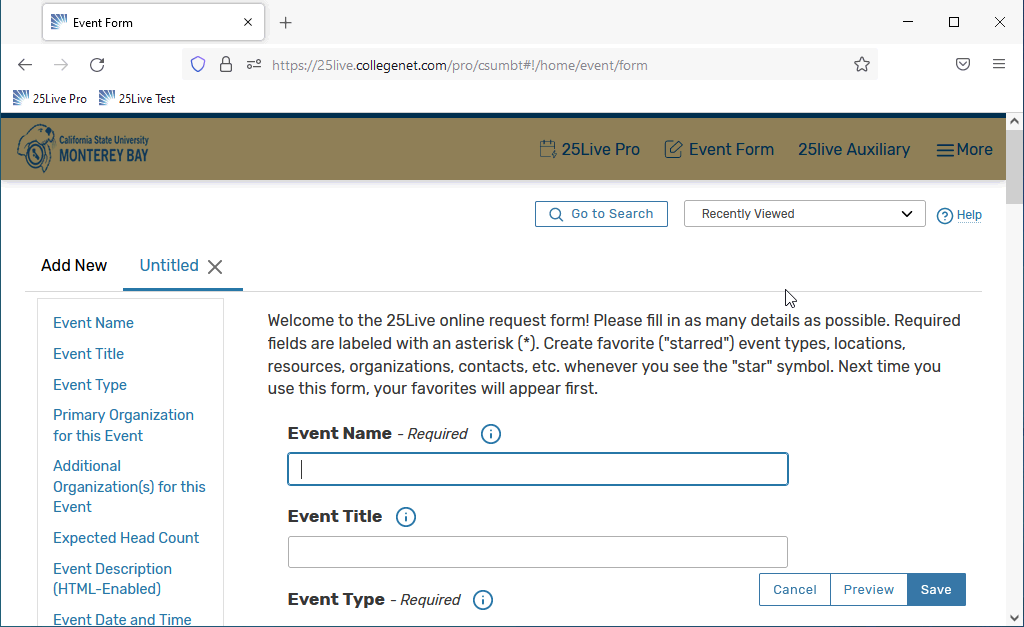 Event Form
https://25live.collegenet.com/pro/csumbt#!/home/event/form
25Live Pro 25Live Test
California State University
MONTEREY BAY
25Live Pro Event Form 25live Auxiliary More
Go to Search Recently Viewed Help
Add New Untitled
Event Name
Event Title
Event Type
Primary Organization
for this Event
Additional
Organization(s) for this
Event
Expected Head Count
Event Description
(HTML-Enabled)
Event Date and Time
Welcome to the 25Live online request form! Please fill in as many details as possible. Required
fields are labeled with an asterisk (*). Create favorite ("starred") event types, locations,
resources, organizations, contacts, etc. whenever you see the "star" symbol. Next time you
use this form, your favorites will appear first.
Event Name - Required
Event Title
Event Type - Required
Cancel Preview Save